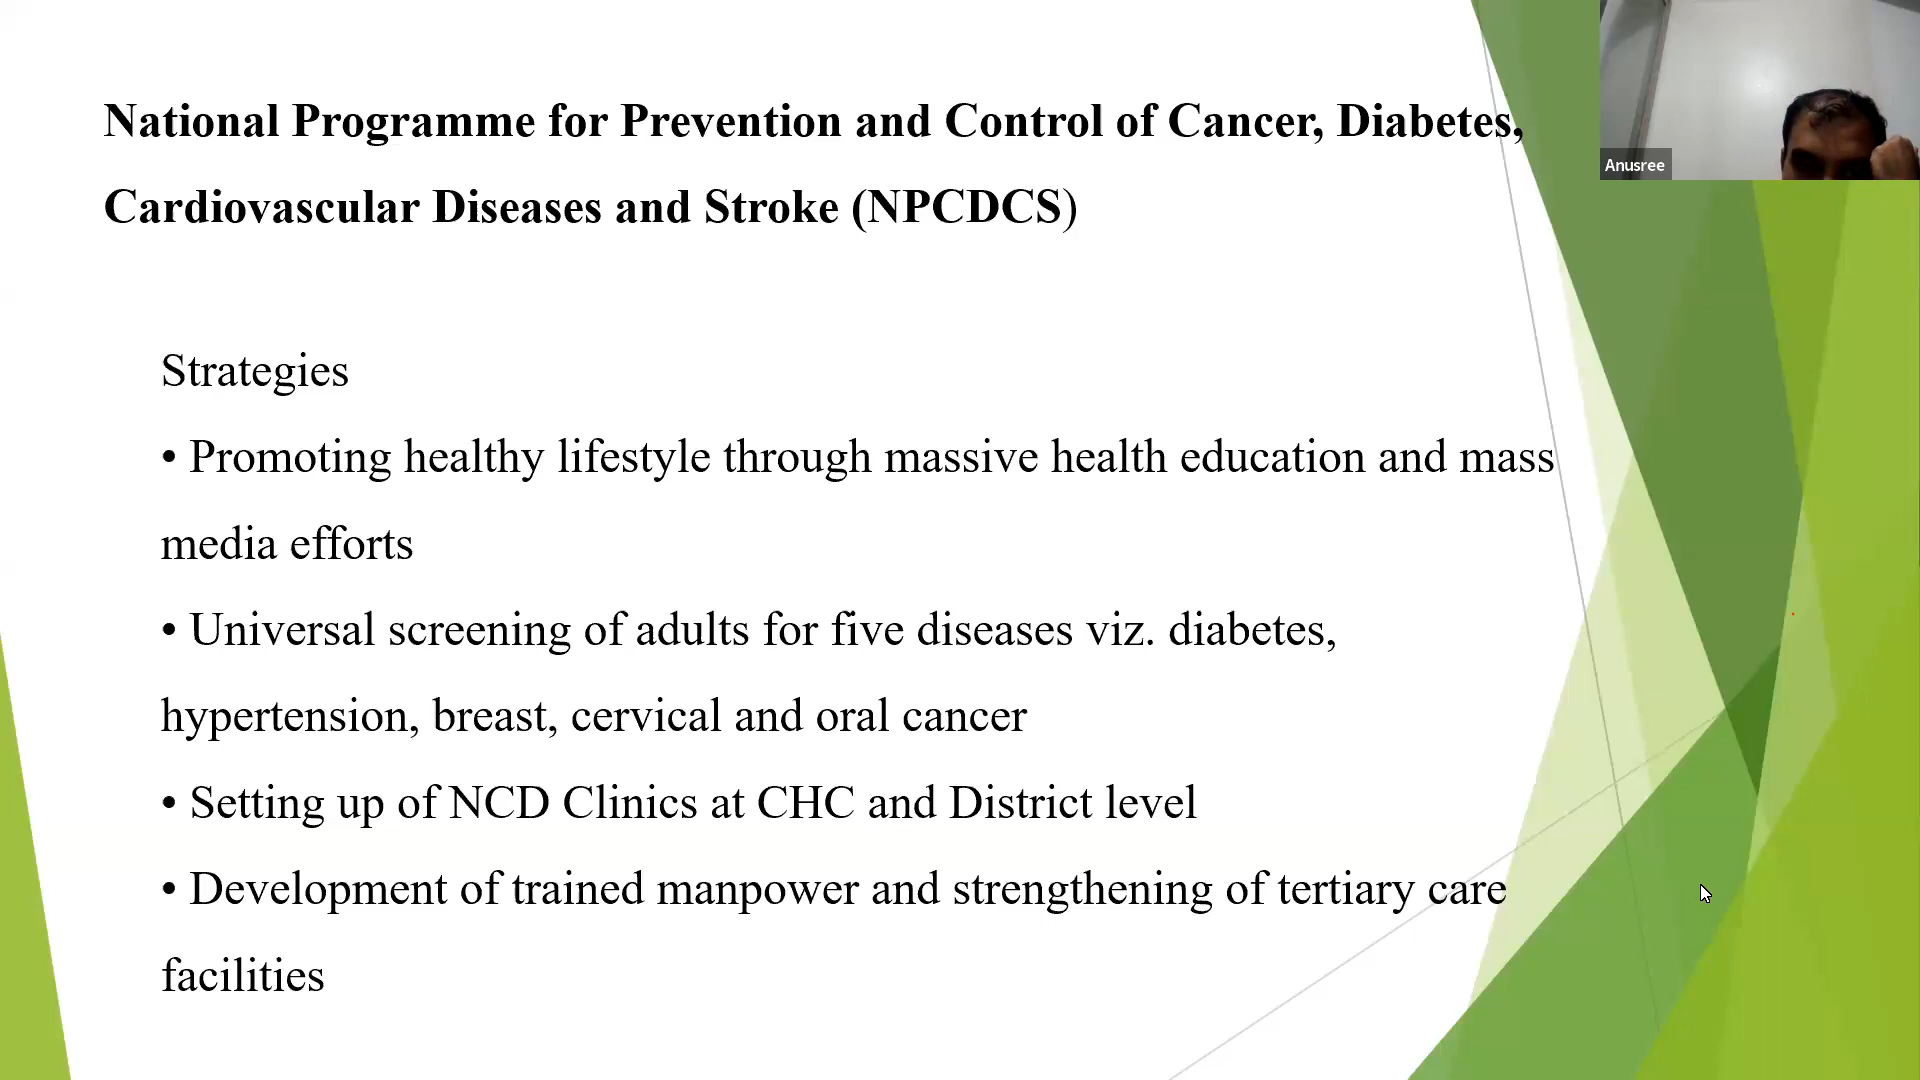 National Programme for Prevention and Control of Cancer, Diabetes,
Cardiovascular Diseases and Stroke (NPCDCS)
Anusree
Strategies
• Promoting healthy lifestyle through massive health education and mass
media efforts
• Universal screening of adults for five diseases viz. diabetes,
hypertension, breast, cervical and oral cancer
• Setting up of NCD Clinics at CHC and District level
• Development of trained manpower and strengthening of tertiary care
facilities